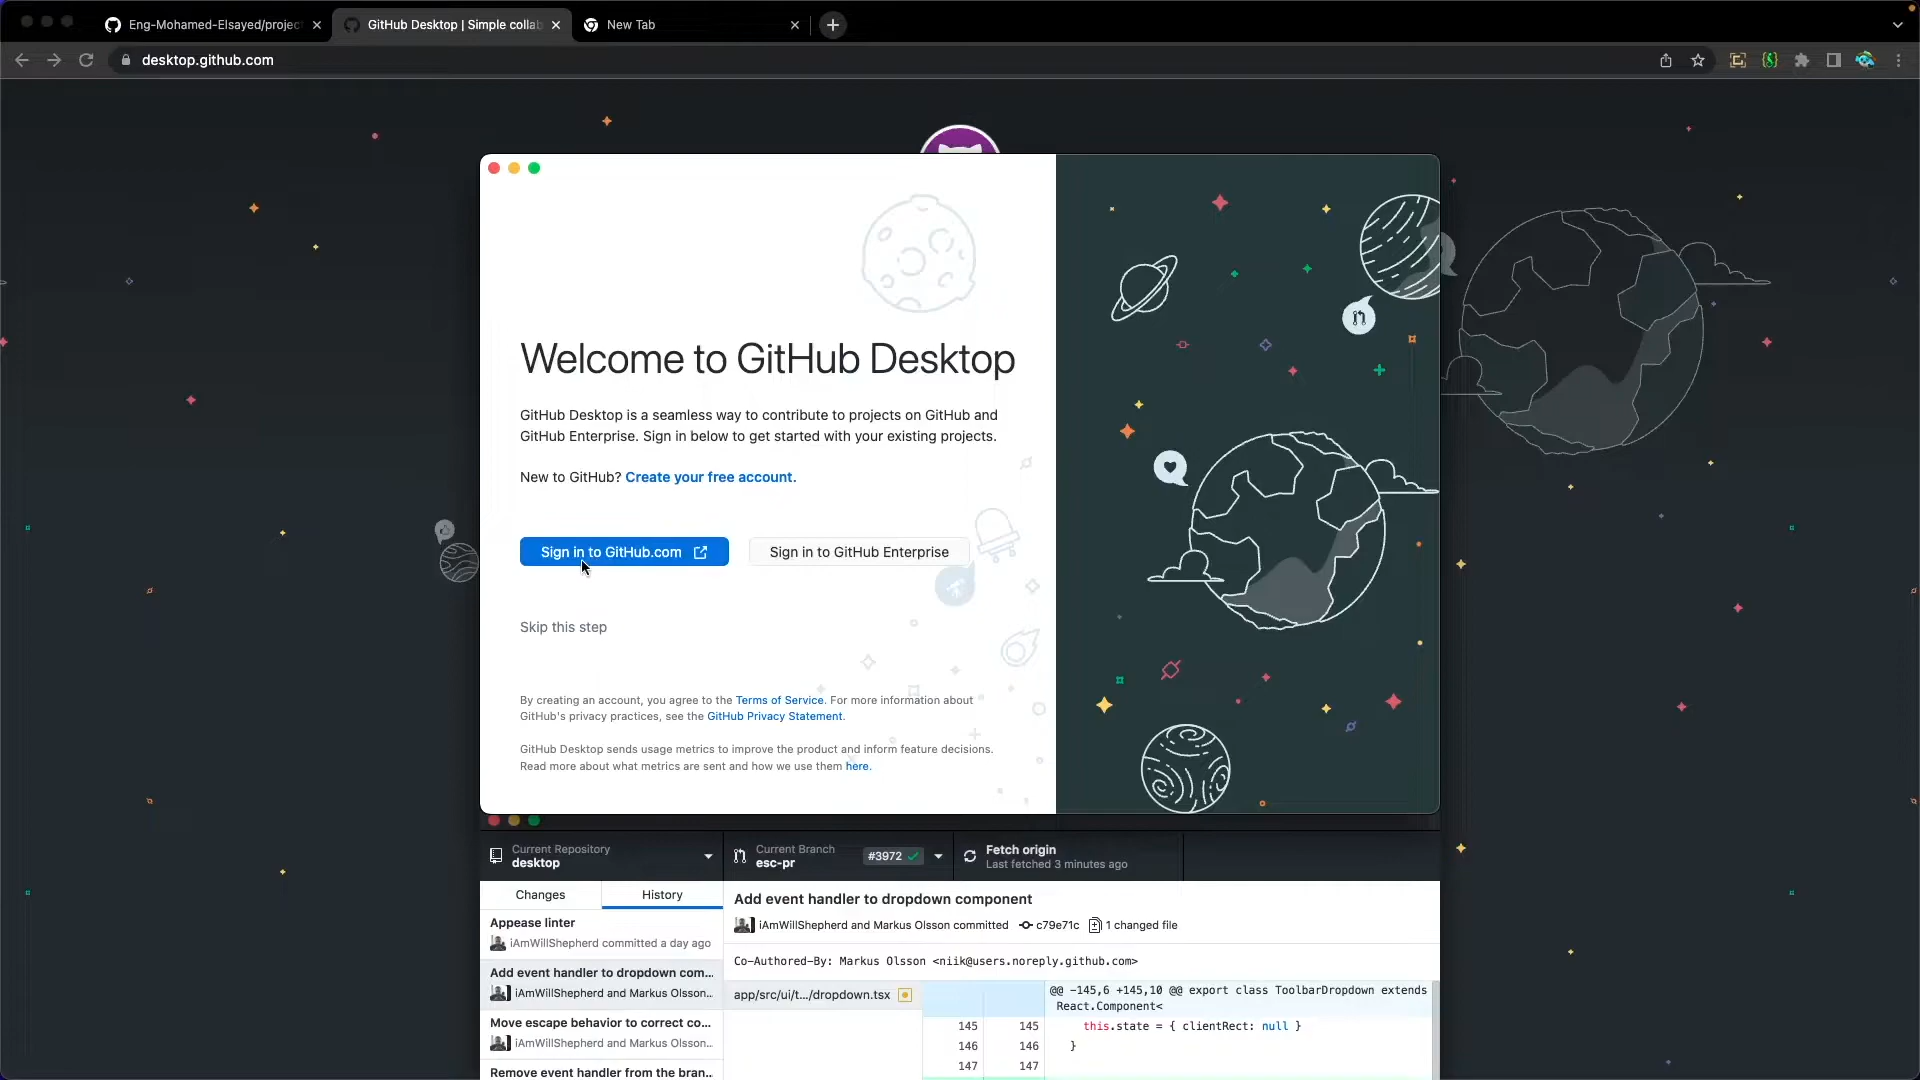 Eng-Mohamed-Elsayed/projec
GitHub Desktop | Simple collab
New Tab
desktop.github.com
Welcome to GitHub Desktop
GitHub Desktop is a seamless way to contribute to projects on GitHub and
GitHub Enterprise. Sign in below to get started with your existing projects.
New to GitHub? Create your free account.
Sign in to GitHub.com
Sign in to GitHub Enterprise
Skip this step
By creating an account, you agree to the Terms of Service. For more information about
GitHub's privacy practices, see the GitHub Privacy Statement.
GitHub Desktop sends usage metrics to improve the product and inform feature decisions.
Read more about what metrics are sent and how we use them here.
Current Repository
desktop
Current Branch
esc-pr
#3972
Fetch origin
Last fetched 3 minutes ago
Changes
History
Appease linter
iAmWillShepherd committed a day ago
Add event handler to dropdown com...
iAmWillShepherd and Markus Olsson...
Move escape behavior to correct co...
iAmWillShepherd and Markus Olsson...
Remove event handler from the bran...
Add event handler to dropdown component
iAmWillShepherd and Markus Olsson committed
c79e71c
1 changed file
Co-Authored-By: Markus Olsson <niik@users.noreply.github.com>
app/src/ui/t.../dropdown.tsx
@@ -145,6 +145,10 @@ export class ToolbarDropdown extends
React.Component<
145 145 this.state = { clientRect: null }
146 146 }
147 147